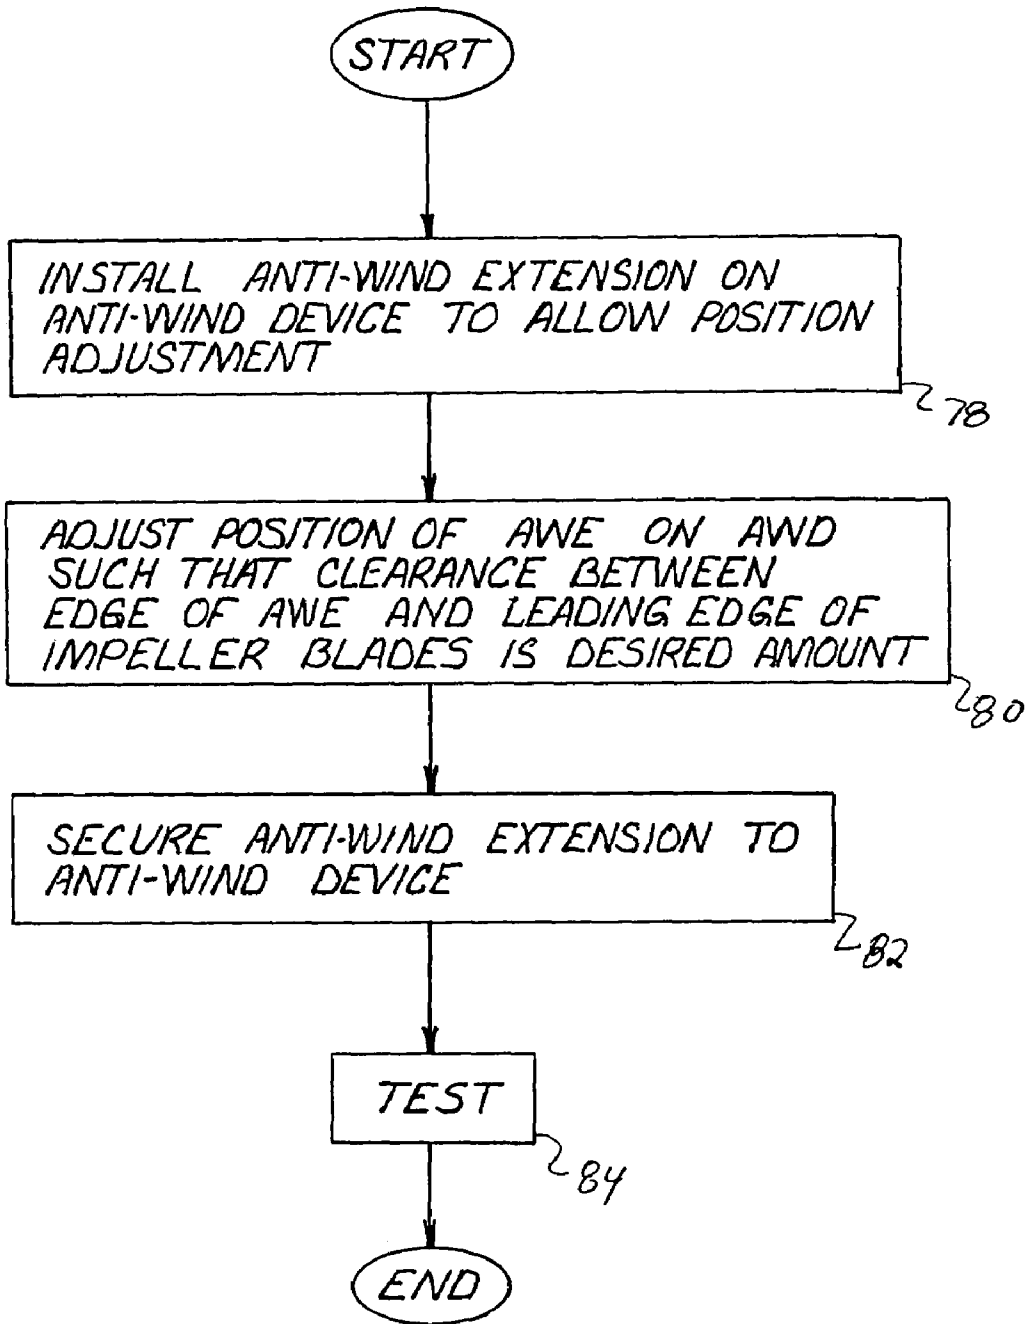 START
INSTALL ANTI-WIND EXTENSION ON
ANTI-WIND DEVICE TO ALLOW POSITION
ADJUSTMENT
78
ADJUST POSITION OF AWE ON AWD
SUCH THAT CLEARANCE BETWEEN
EDGE OF AWE AND LEADING EDGE OF
IMPELLER BLADES IS DESIRED AMOUNT
80
SECURE ANTI-WIND EXTENSION TO
ANTI-WIND DEVICE
82
TEST
84
END